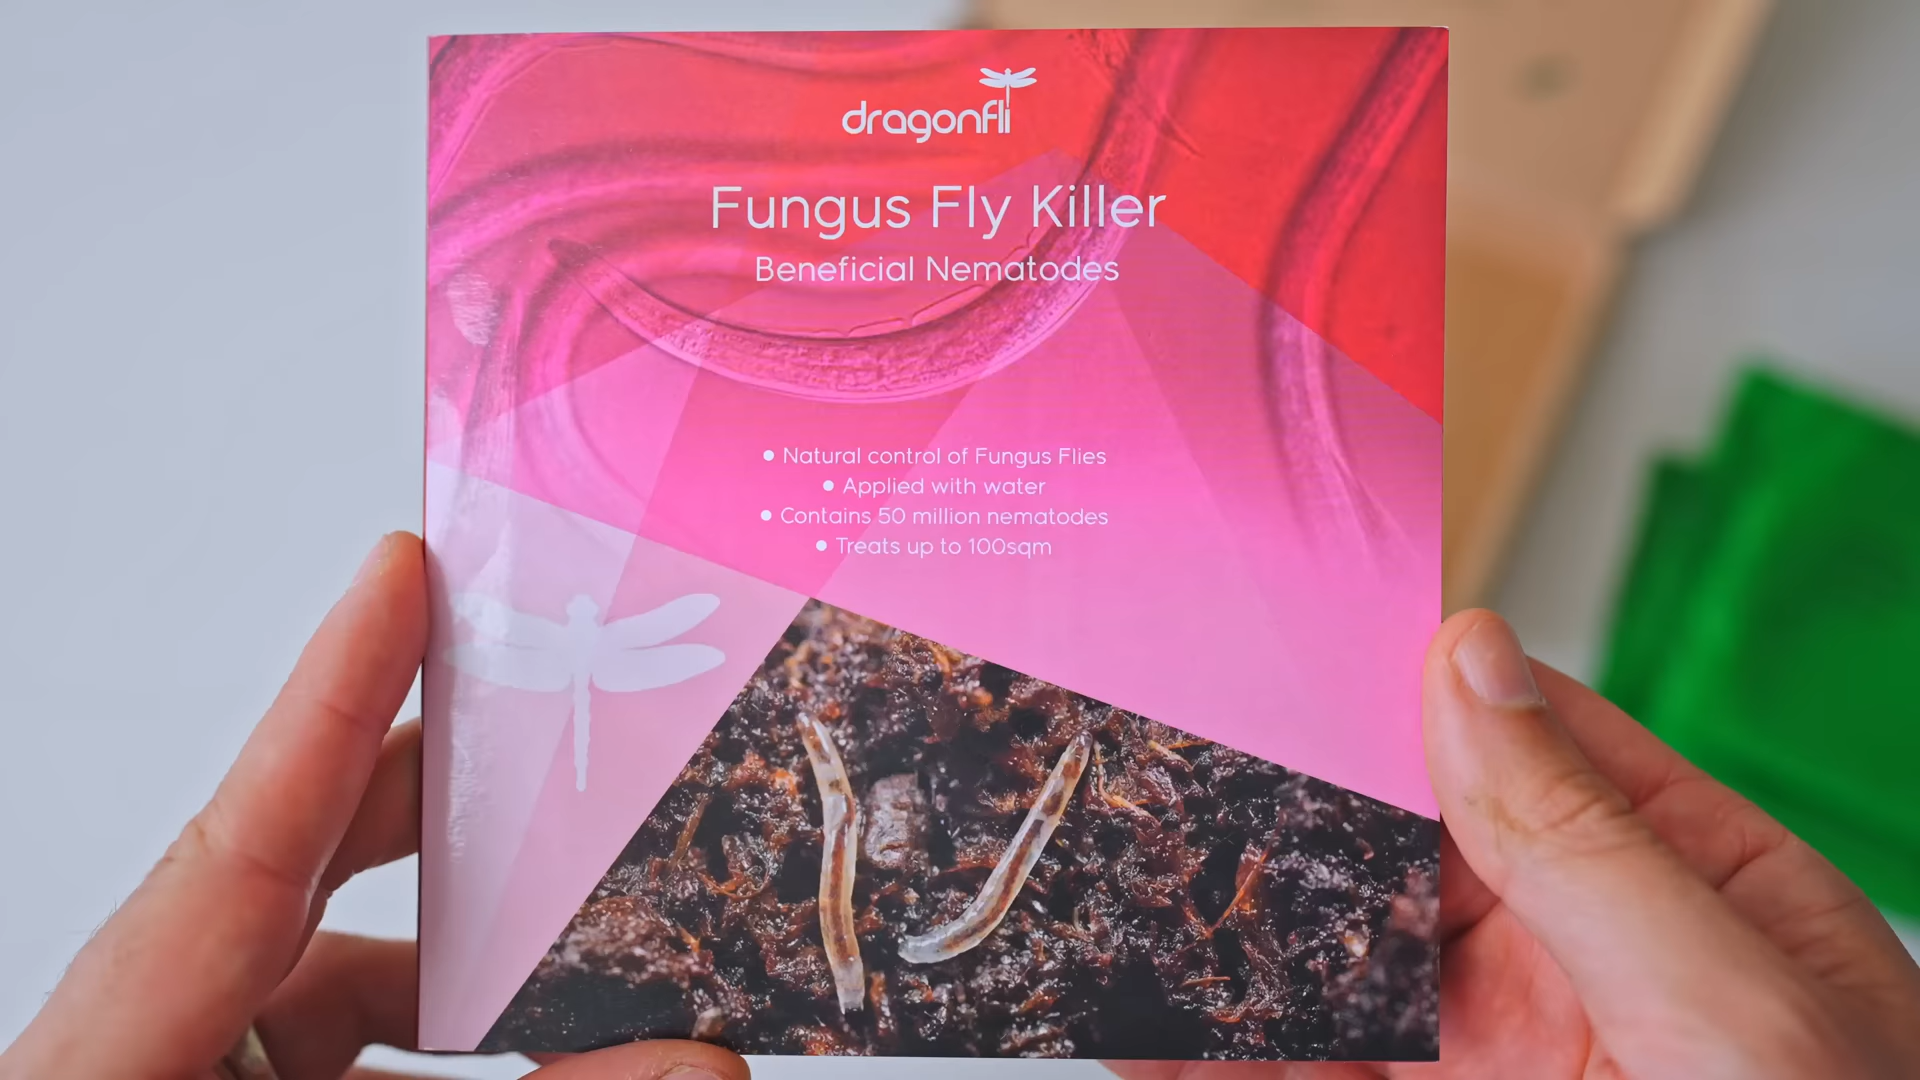 dragonfli
Fungus Fly Killer
Beneficial Nematodes
• Natural control of Fungus Flies
• Applied with water
• Contains 50 million nematodes
• Treats up to 100sqm